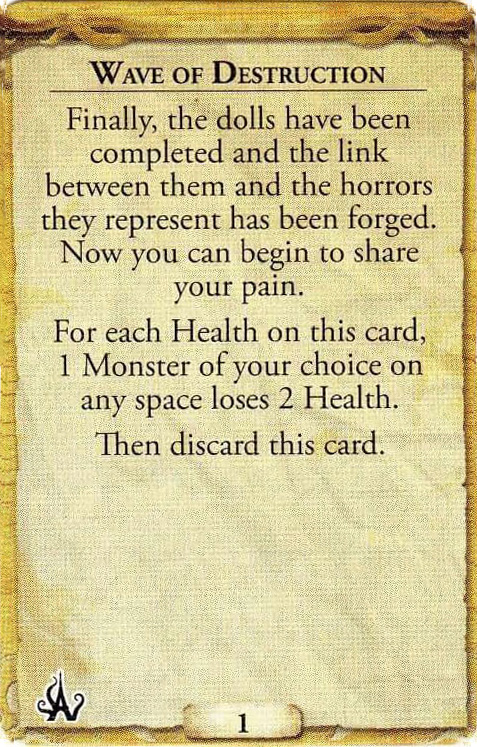 WAVE OF DESTRUCTION
Finally, the dolls have been
completed and the link
between them and the horrors
they represent has been forged.
Now you can begin to share
your pain.
For each Health on this card,
1 Monster of your choice on
any space loses 2 Health.
Then discard this card.
1